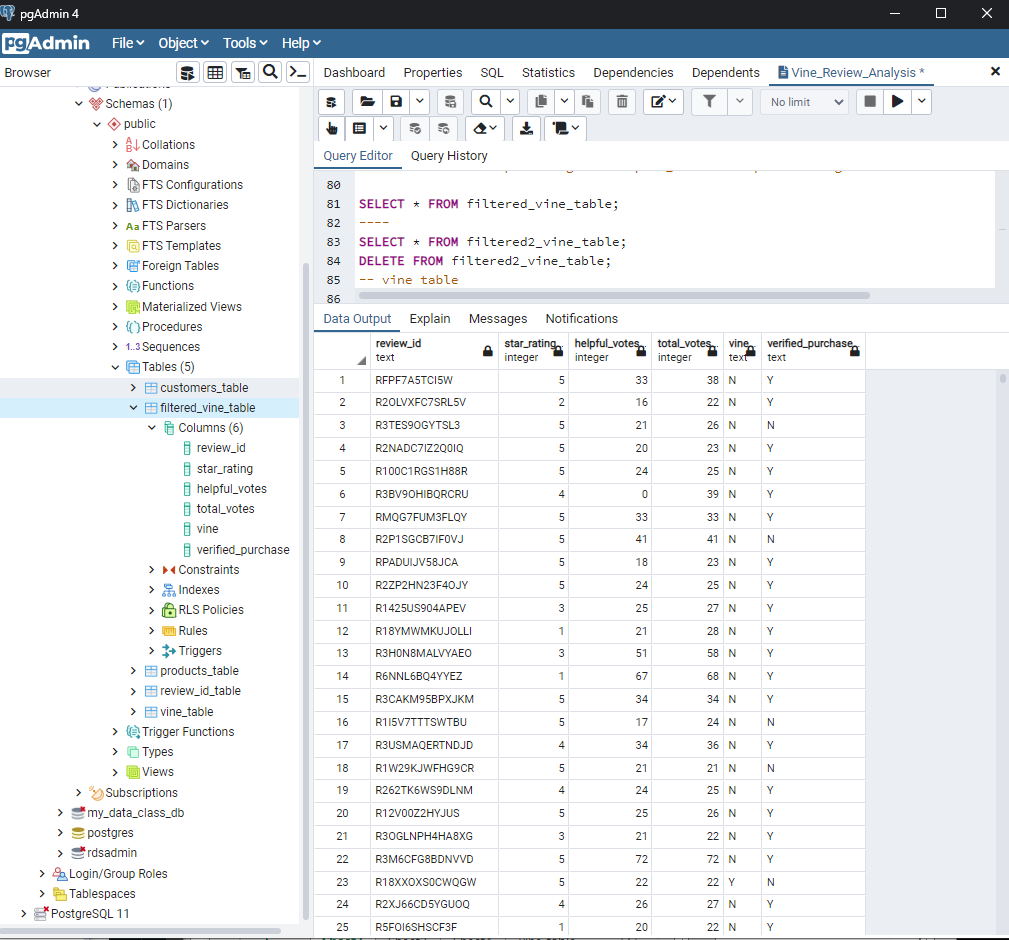 pgAdmin 4
pgAdmin File Object Tools Help
Browser
Dashboard Properties SQL Statistics Dependencies Dependents Vine_Review_Analysis *
Schemas (1)
public
Collations
Domains
FTS Configurations
FTS Dictionaries
Aa FTS Parsers
FTS Templates
Foreign Tables
Functions
Materialized Views
Procedures
1..3 Sequences
Tables (5)
customers_table
filtered_vine_table
Columns (6)
review_id
star_rating
helpful_votes
total_votes
vine
verified_purchase
Constraints
Indexes
RLS Policies
Rules
Triggers
products_table
review_id_table
vine_table
Trigger Functions
Types
Views
Subscriptions
my_data_class_db
postgres
rdsadmin
Login/Group Roles
Tablespaces
PostgreSQL 11
No limit
Query Editor Query History
80
81 SELECT * FROM filtered_vine_table;
82 ----
83 SELECT * FROM filtered2_vine_table;
84 DELETE FROM filtered2_vine_table;
85 -- vine table
86
Data Output Explain Messages Notifications
review_id star_rating helpful_votes total_votes vine verified_purchase
text integer integer integer text text
1 RFPF7A5TCI5W 5 33 38 N Y
2 R2OLVXFC7SRL5V 2 16 22 N Y
3 R3TES9OGYTSL3 5 21 26 N N
4 R2NADC7IZ2Q0IQ 5 20 23 N Y
5 R100C1RGS1H88R 5 24 25 N Y
6 R3BV9OHIBQRCRU 4 0 39 N Y
7 RMQG7FUM3FLQY 5 33 33 N Y
8 R2P1SGCB7IF0VJ 5 41 41 N N
9 RPADUIJV58JCA 5 18 23 N Y
10 R2ZP2HN23F4OJY 5 24 25 N Y
11 R1425US904APEV 3 25 27 N Y
12 R18YMWMKUJOLLI 1 21 28 N Y
13 R3H0N8MALVYAEO 3 51 58 N Y
14 R6NNL6BQ4YYEZ 1 67 68 N Y
15 R3CAKM95BPXJKM 5 34 34 N Y
16 R1I5V7TTTSWTBU 5 17 24 N N
17 R3USMAQERTNDJD 4 34 36 N Y
18 R1W29KJWFHG9CR 5 21 21 N N
19 R262TK6WS9DLNM 4 24 25 N Y
20 R12V00Z2HYJUS 5 25 26 N Y
21 R3OGLNPH4HA8XG 3 21 22 N Y
22 R3M6CFG8BDNVVD 5 72 72 N Y
23 R18XXOXS0CWQGW 5 22 22 Y N
24 R2XJ66CD5YGUOQ 4 26 27 N Y
25 R5FOI6SHSCF3F 1 20 22 N Y